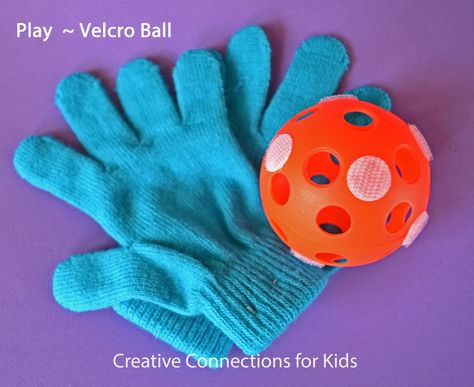 Play ~ Velcro Ball
Creative Connections for Kids